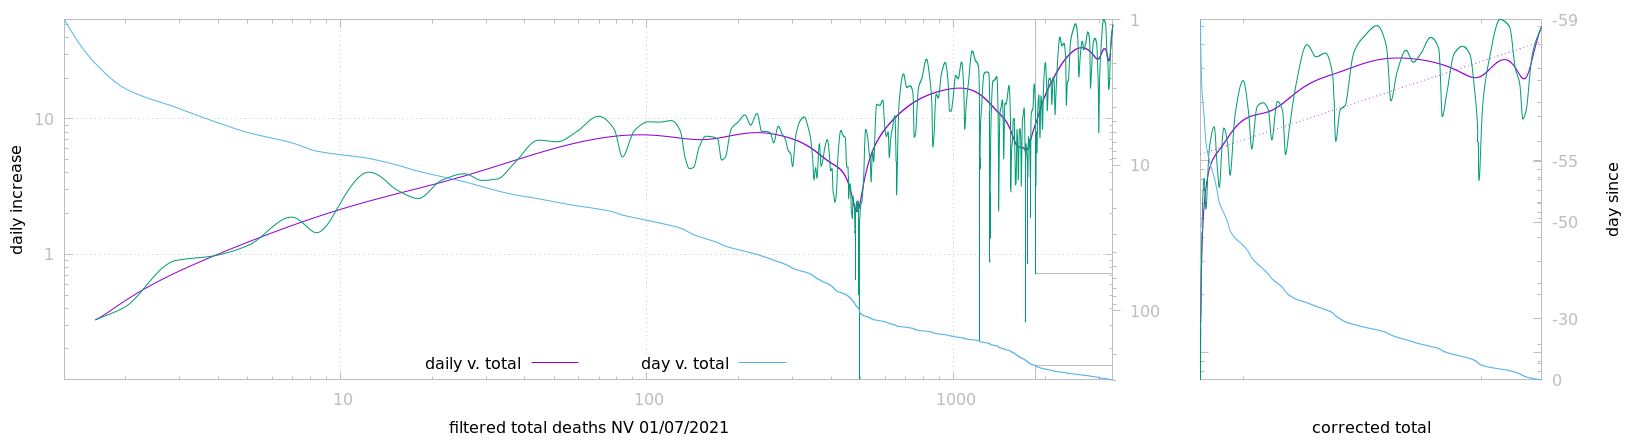 daily increase
10
1
daily v. total
day v. total
10
100
1000
filtered total deaths NV 01/07/2021
1
10
100
-59
-55
-50
-30
0
day since
corrected total